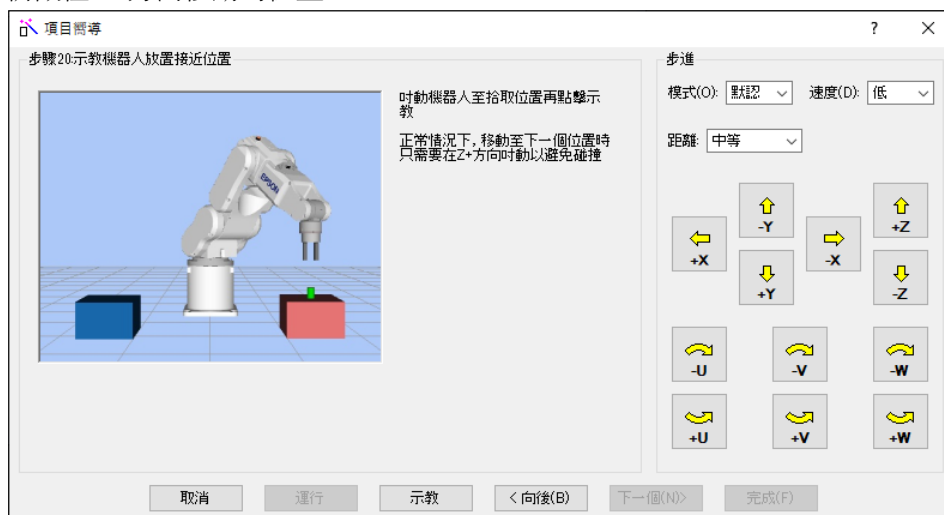 項目嚮導
?
步驟20:示教機器人放置接近位置
EPSON
吋動機器人至拾取位置再點擊示
教
正常情況下,移動至下一個位置時
只需要在Z+方向吋動以避免碰撞
步進
模式(O): 默認 速度(D): 低
距離: 中等
-Y +Z
+X -X
+Y -Z
-U -V -W
+U +V +W
取消 運行 示教 < 向後(B) 下一個(N)> 完成(F)